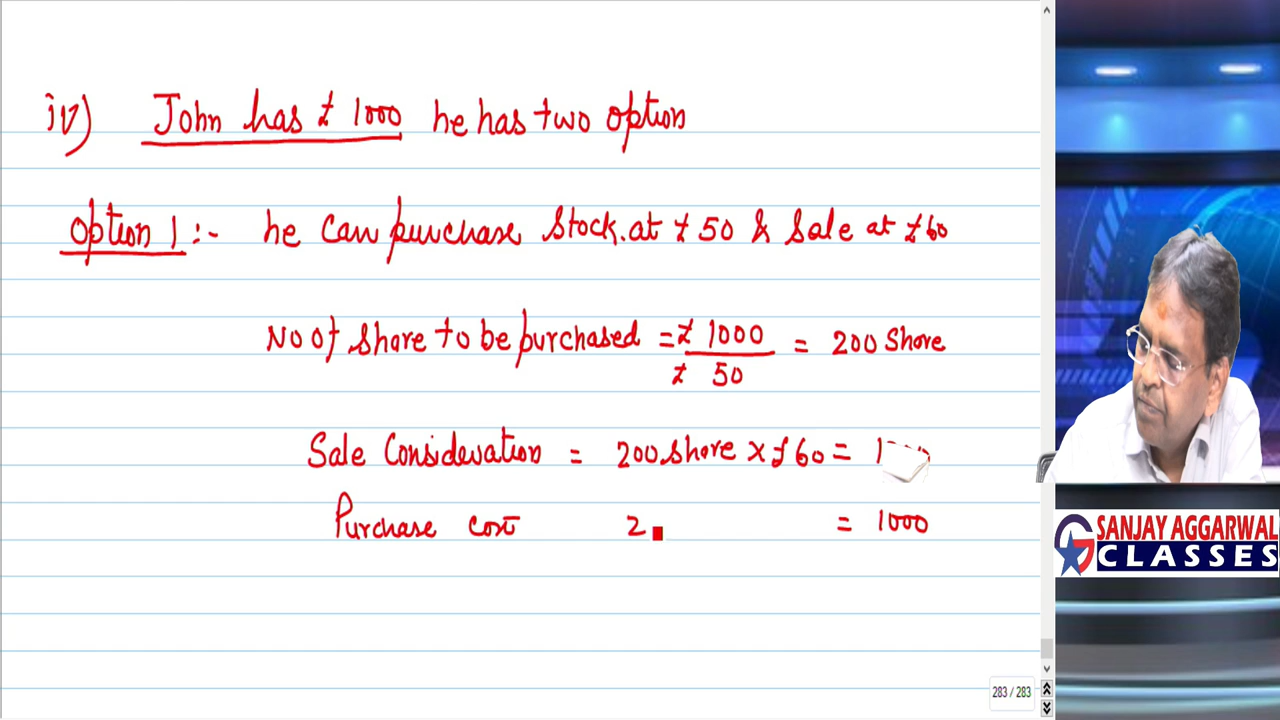 iv) John has £ 1000 he has two option
Option 1 :- he can purchase Stock. at £ 50 & Sale at £ 60
No of Share to be purchased = £ 1000 / £ 50 = 200 Share
Sale Consideration = 200 Share × £ 60 =
Purchase cost 2 = 1000
283 / 283
SANJAY AGGARWAL
CLASSES